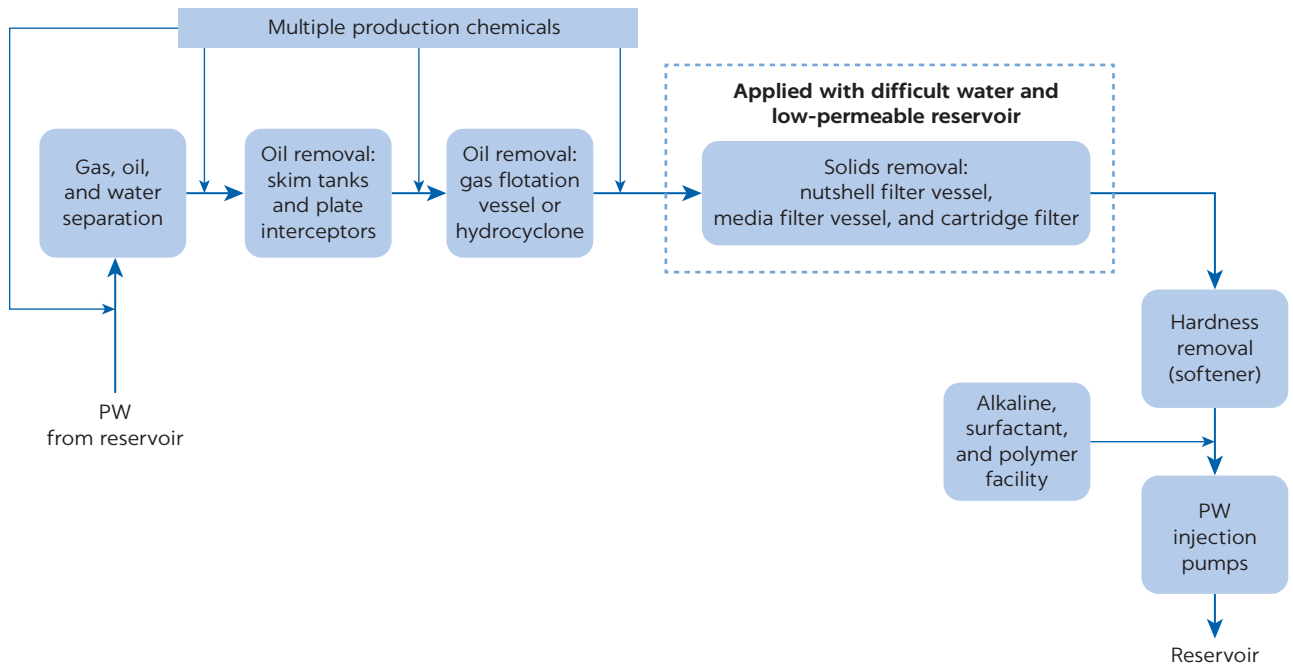 Multiple production chemicals
Gas, oil,
and water
separation
Oil removal:
skim tanks
and plate
interceptors
Oil removal:
gas flotation
vessel or
hydrocyclone
Applied with difficult water and
low-permeable reservoir
Solids removal:
nutshell filter vessel,
media filter vessel, and cartridge filter
PW
from reservoir
Hardness
removal
(softener)
Alkaline,
surfactant,
and polymer
facility
PW
injection
pumps
Reservoir